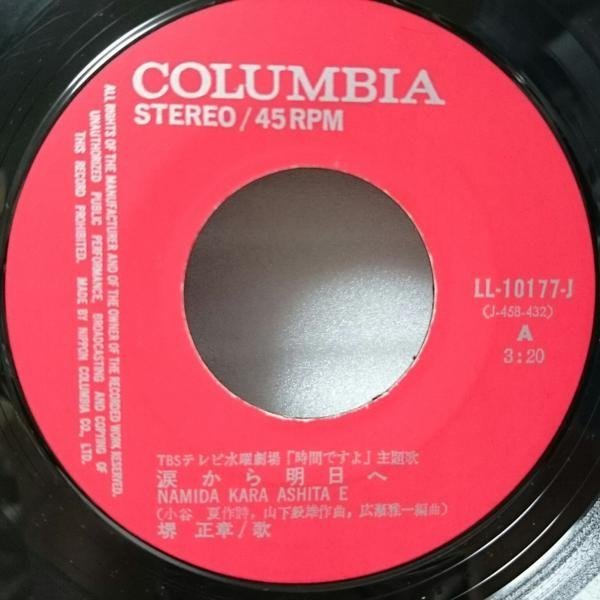 COLUMBIA
STEREO/45RPM
ALL RIGHTS OF THE MANUFACTURER AND OF THE OWNER OF THE RECORDED WORK RESERVED.
UNAUTHORIZED PUBLIC PERFORMANCE, BROADCASTING AND COPYING OF
THIS RECORD PROHIBITED. MADE BY NIPPON COLUMBIA CO., LTD.
LL-10177-J
(J-458-432)
A
3:20
TBSテレビ水曜劇場「時間ですよ」主題歌
涙から明日へ
NAMIDA KARA ASHITA E
(小谷 夏作詩, 山下毅雄作曲, 広瀬雅一編曲)
堺 正章/歌